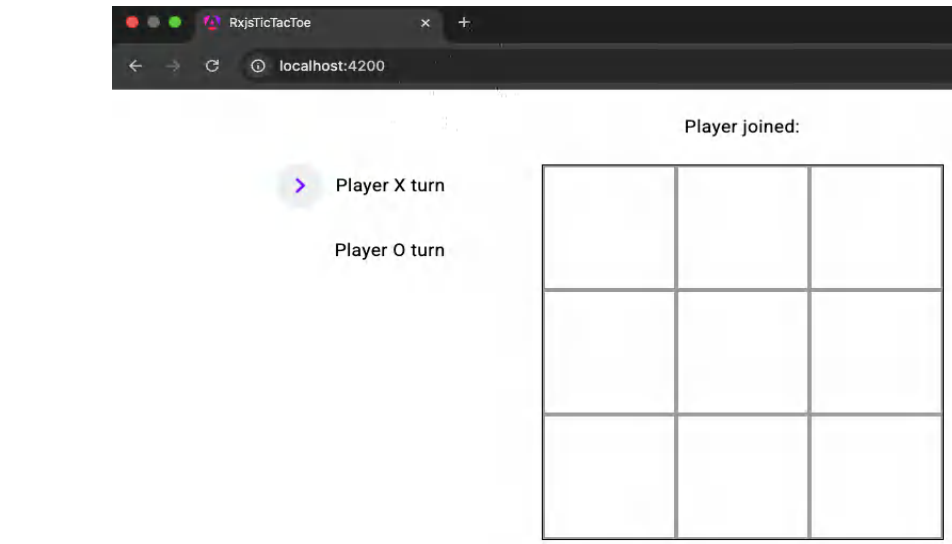 RxjsTicTacToe
localhost:4200
Player joined:
Player X turn
Player O turn